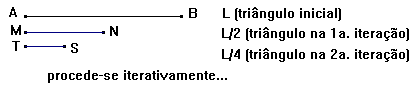 A B L (triângulo inicial)
M N L/2 (triângulo na 1a. iteração)
T S L/4 (triângulo na 2a. iteração)
procede-se iterativamente...